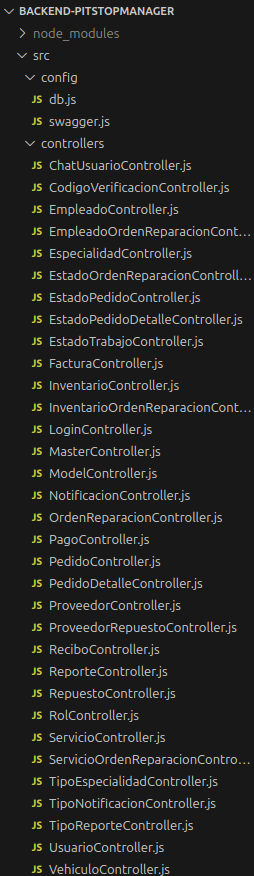 BACKEND-PITSTOPMANAGER
node_modules
src
config
JS db.js
JS swagger.js
controllers
JS ChatUsuarioController.js
JS CodigoVerificacionController.js
JS EmpleadoController.js
JS EmpleadoOrdenReparacionCont...
JS EspecialidadController.js
JS EstadoOrdenReparacionControll...
JS EstadoPedidoController.js
JS EstadoPedidoDetalleController.js
JS EstadoTrabajoController.js
JS FacturaController.js
JS InventarioController.js
JS InventarioOrdenReparacionCont...
JS LoginController.js
JS MasterController.js
JS ModelController.js
JS NotificacionController.js
JS OrdenReparacionController.js
JS PagoController.js
JS PedidoController.js
JS PedidoDetalleController.js
JS ProveedorController.js
JS ProveedorRepuestoController.js
JS ReciboController.js
JS ReporteController.js
JS RepuestoController.js
JS RolController.js
JS ServicioController.js
JS ServicioOrdenReparacionContro...
JS TipoEspecialidadController.js
JS TipoNotificacionController.js
JS TipoReporteController.js
JS UsuarioController.js
JS VehiculoController.js